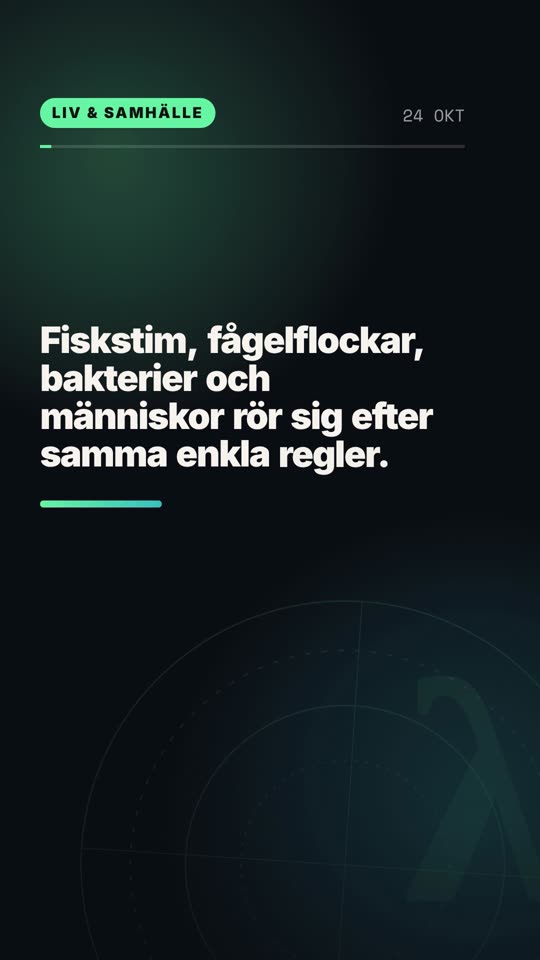 LIV & SAMHÄLLE
24 OKT
Fiskstim, fågelflockar,
bakterier och
människor rör sig efter
samma enkla regler.
λ